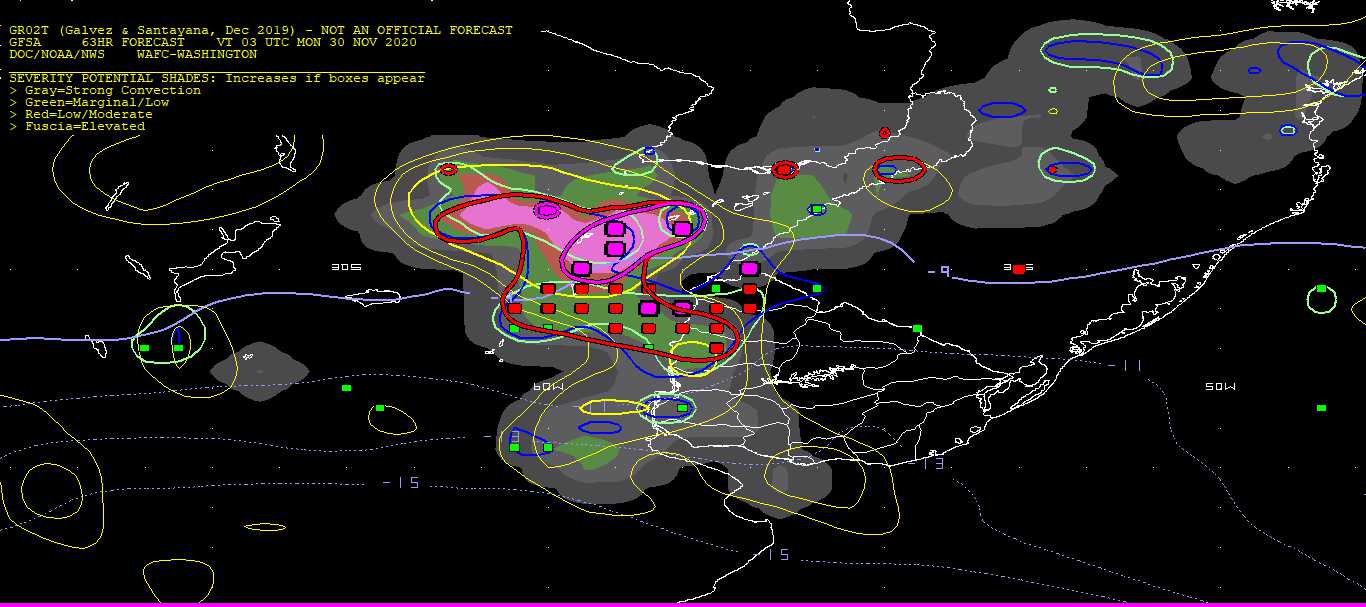 GR02T (Galvez & Santayana, Dec 2019) - NOT AN OFFICIAL FORECAST
GFSA 63HR FORECAST VT 03 UTC MON 30 NOV 2020
DOC/NOAA/NWS WAFC-WASHINGTON
SEVERITY POTENTIAL SHADES: Increases if boxes appear
> Gray=Strong Convection
> Green=Marginal/Low
> Red=Low/Moderate
> Fuscia=Elevated
30S
-9
-11
60W
50W
-13
-15
15